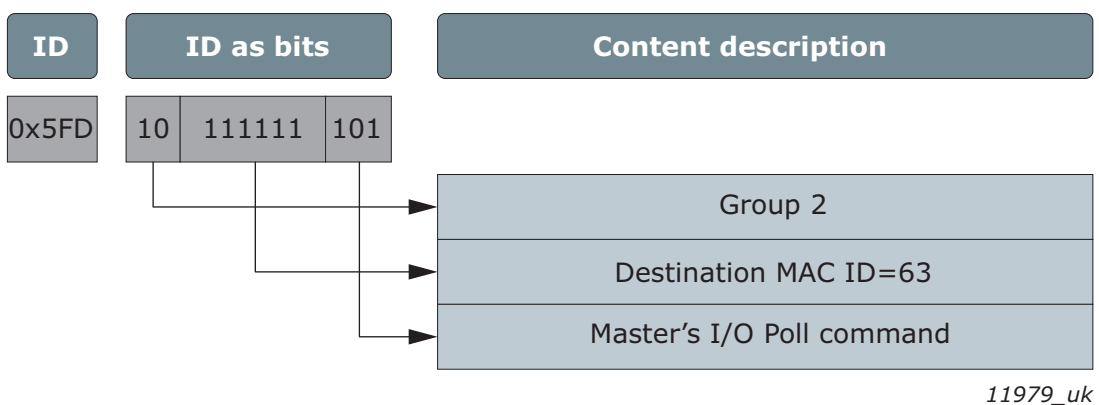 ID ID as bits Content description
0x5FD 10 111111 101
Group 2
Destination MAC ID=63
Master’s I/O Poll command
11979_uk